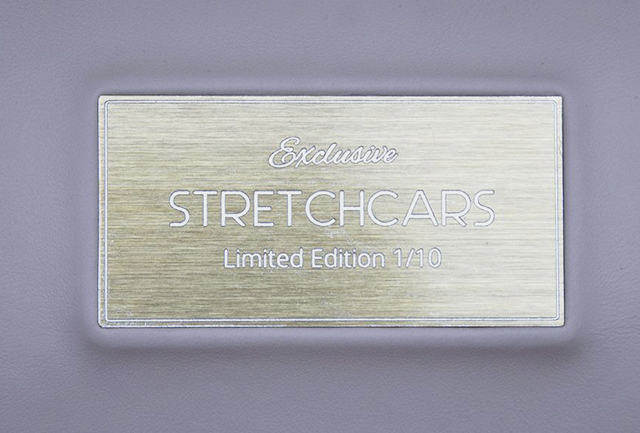 Exclusive
STRETCHCARS
Limited Edition 1/10